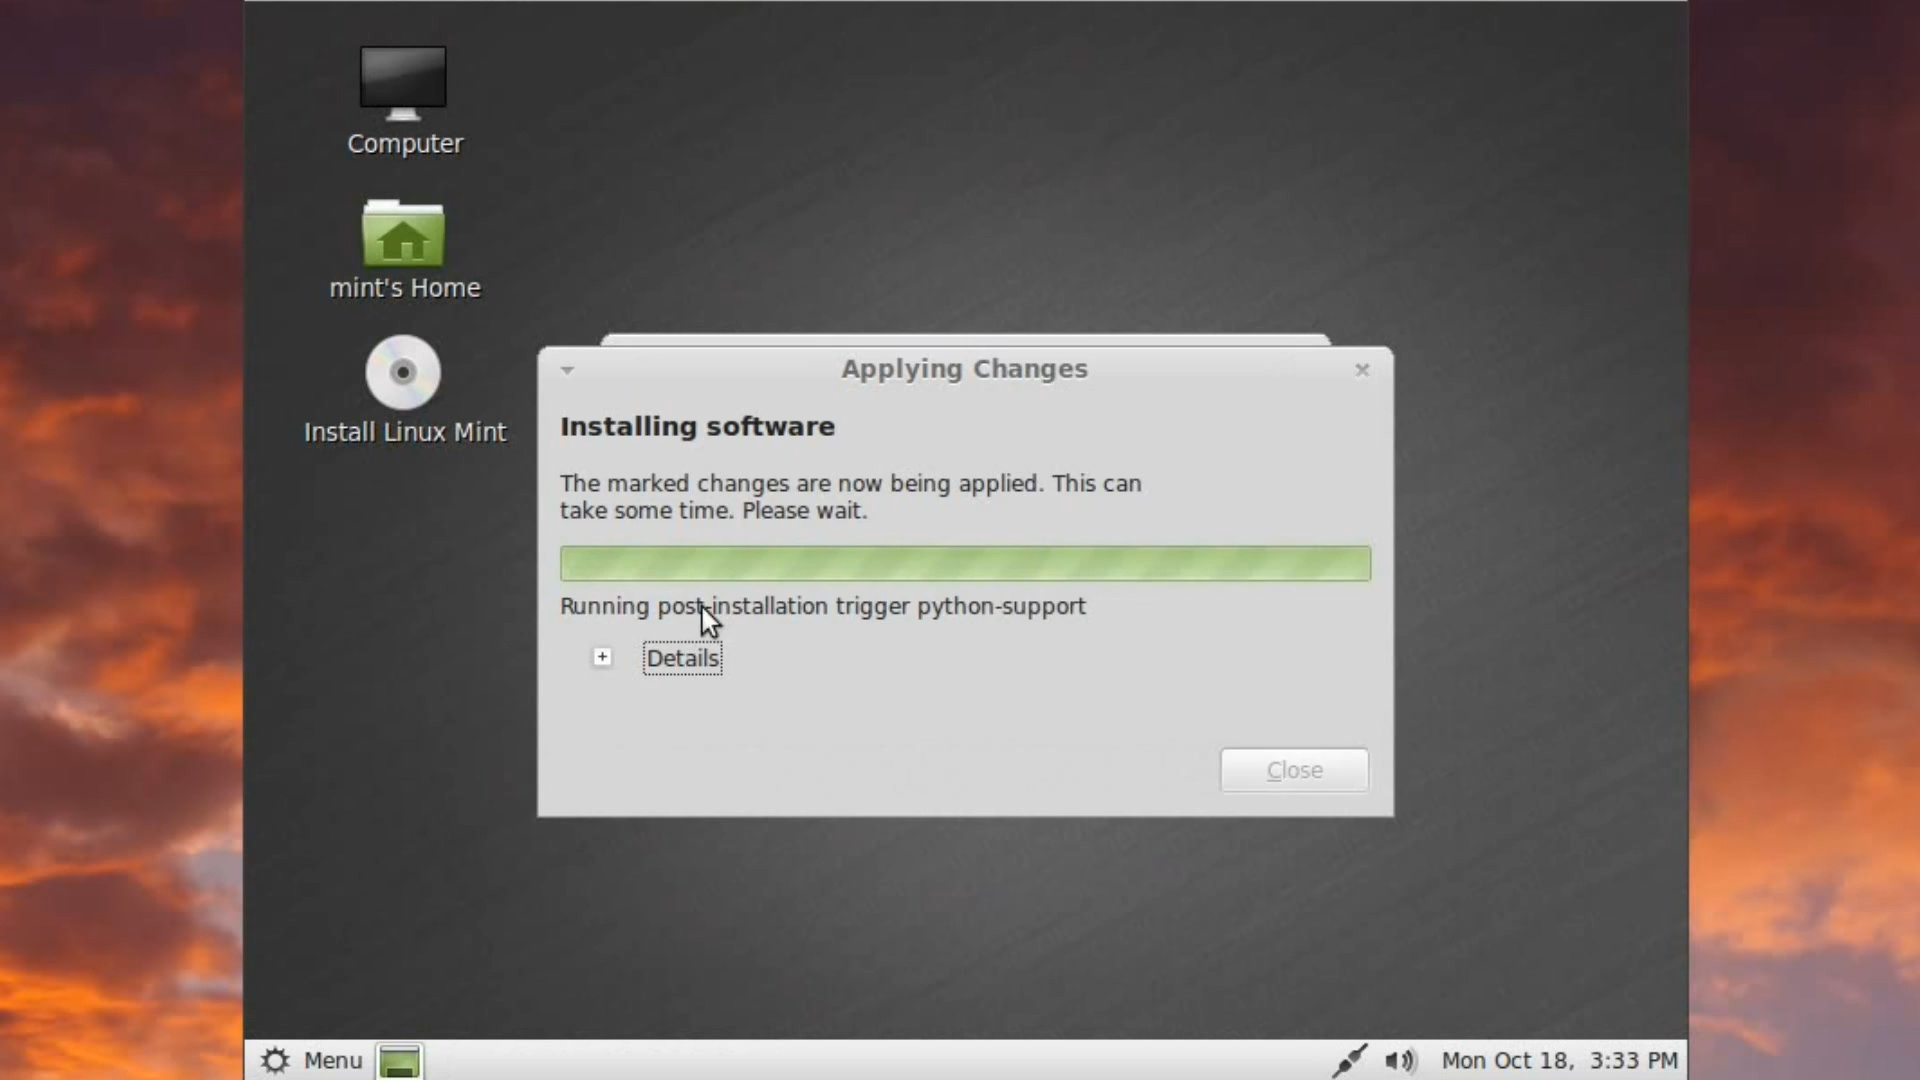 Computer
mint's Home
Install Linux Mint
Applying Changes
Installing software
The marked changes are now being applied. This can
take some time. Please wait.
Running post-installation trigger python-support
+ Details
Close
Menu
Mon Oct 18, 3:33 PM